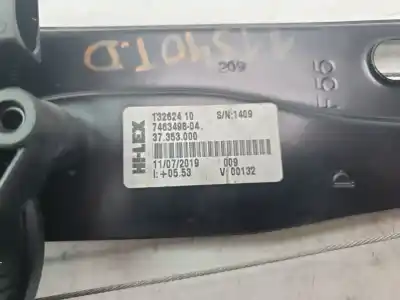 11540T.D
209
F55
HI-LEX
T32624 10 S/N:1409
7463498-04
37.353.000
11/07/2019 009
I:+05.53 V 00132